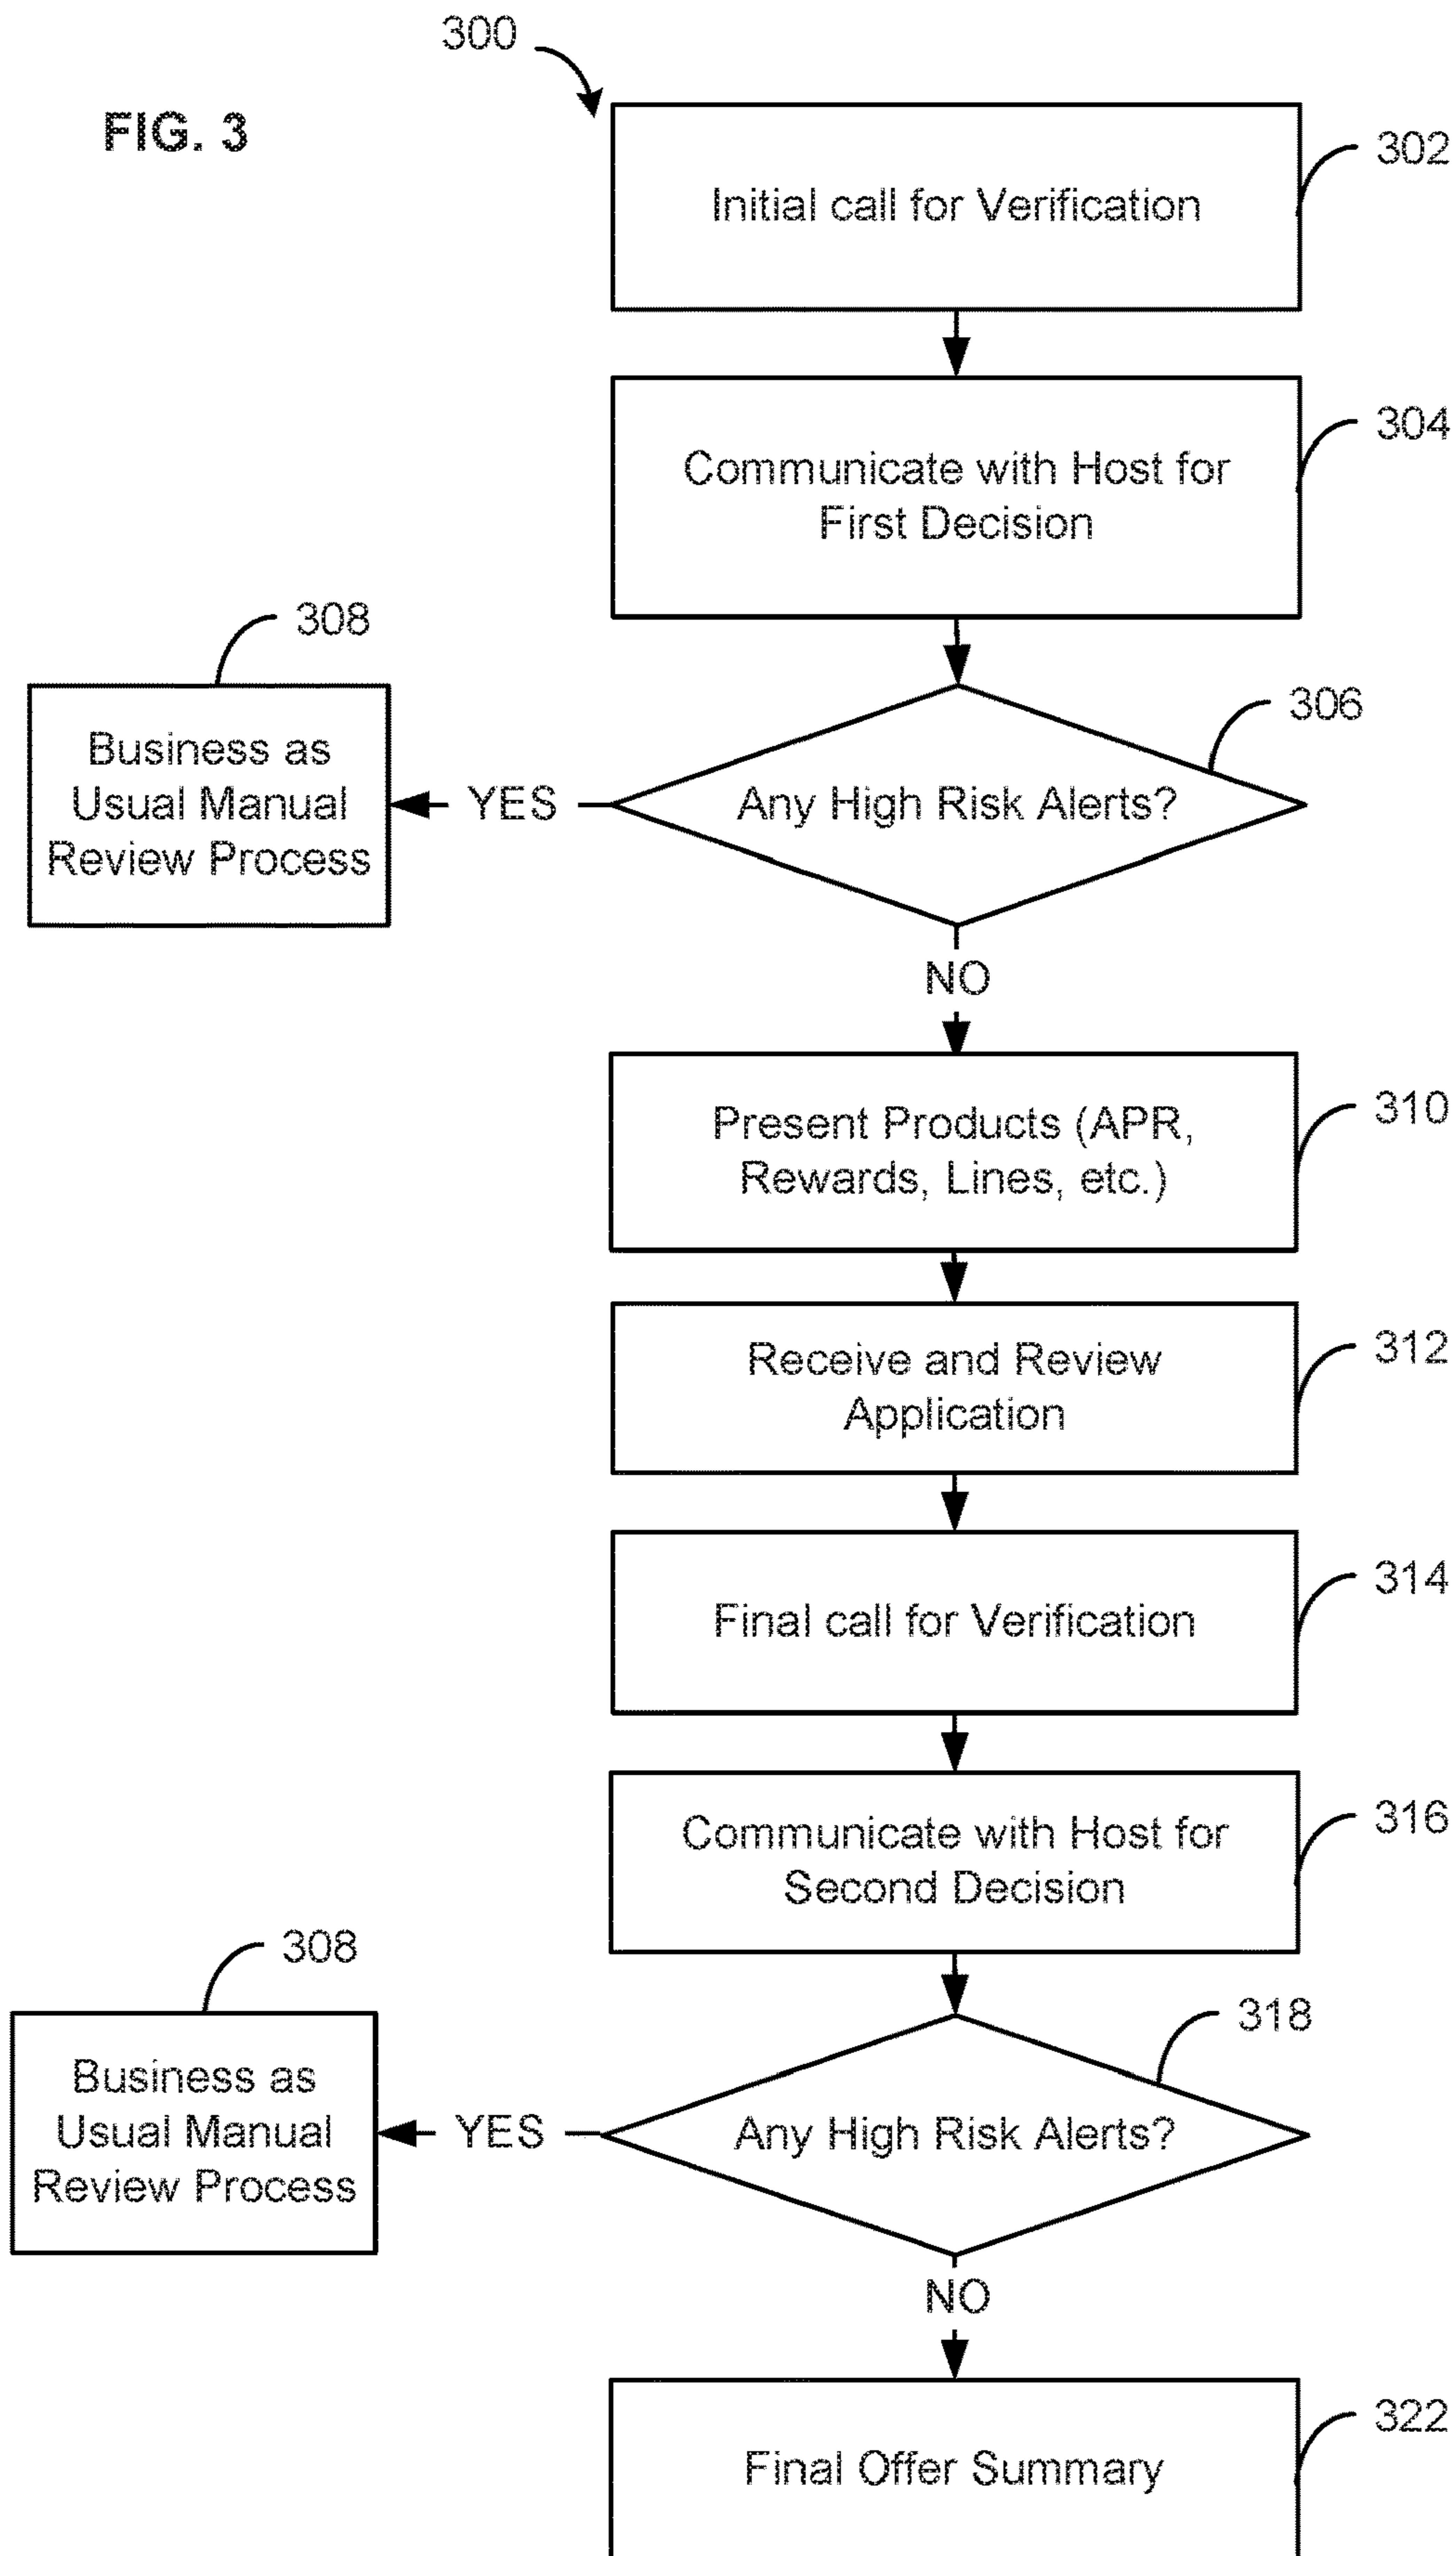 300
FIG. 3
302
Initial call for Verification
304
Communicate with Host for
First Decision
308
306
Business as
Usual Manual
Review Process
YES
Any High Risk Alerts?
NO
310
Present Products (APR,
Rewards, Lines, etc.)
312
Receive and Review
Application
314
Final call for Verification
316
Communicate with Host for
Second Decision
308
318
Business as
Usual Manual
Review Process
YES
Any High Risk Alerts?
NO
322
Final Offer Summary